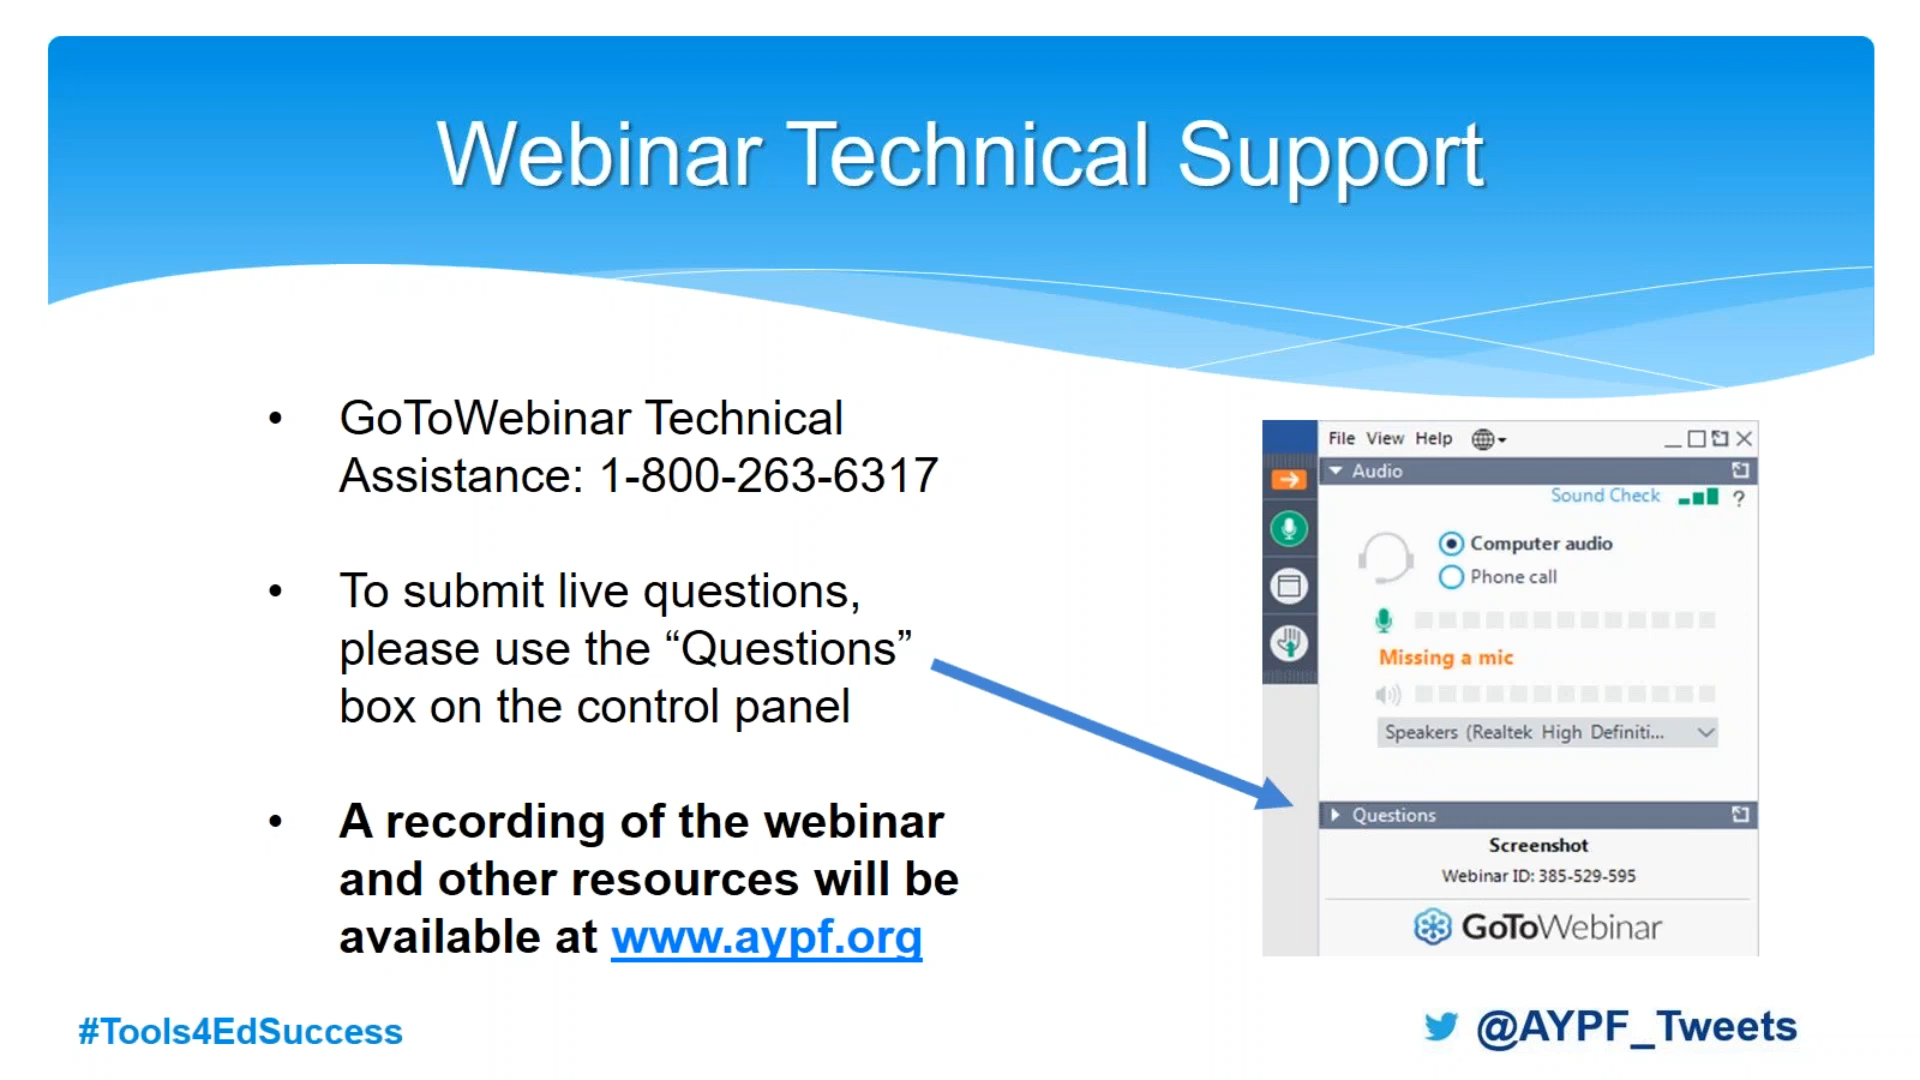 Webinar Technical Support
• GoToWebinar Technical
Assistance: 1-800-263-6317
• To submit live questions,
please use the “Questions”
box on the control panel
• A recording of the webinar
and other resources will be
available at www.aypf.org
File View Help
Audio
Sound Check ?
Computer audio
Phone call
Missing a mic
Speakers (Realtek High Definiti...
Questions
Screenshot
Webinar ID: 385-529-595
GoToWebinar
#Tools4EdSuccess
@AYPF_Tweets